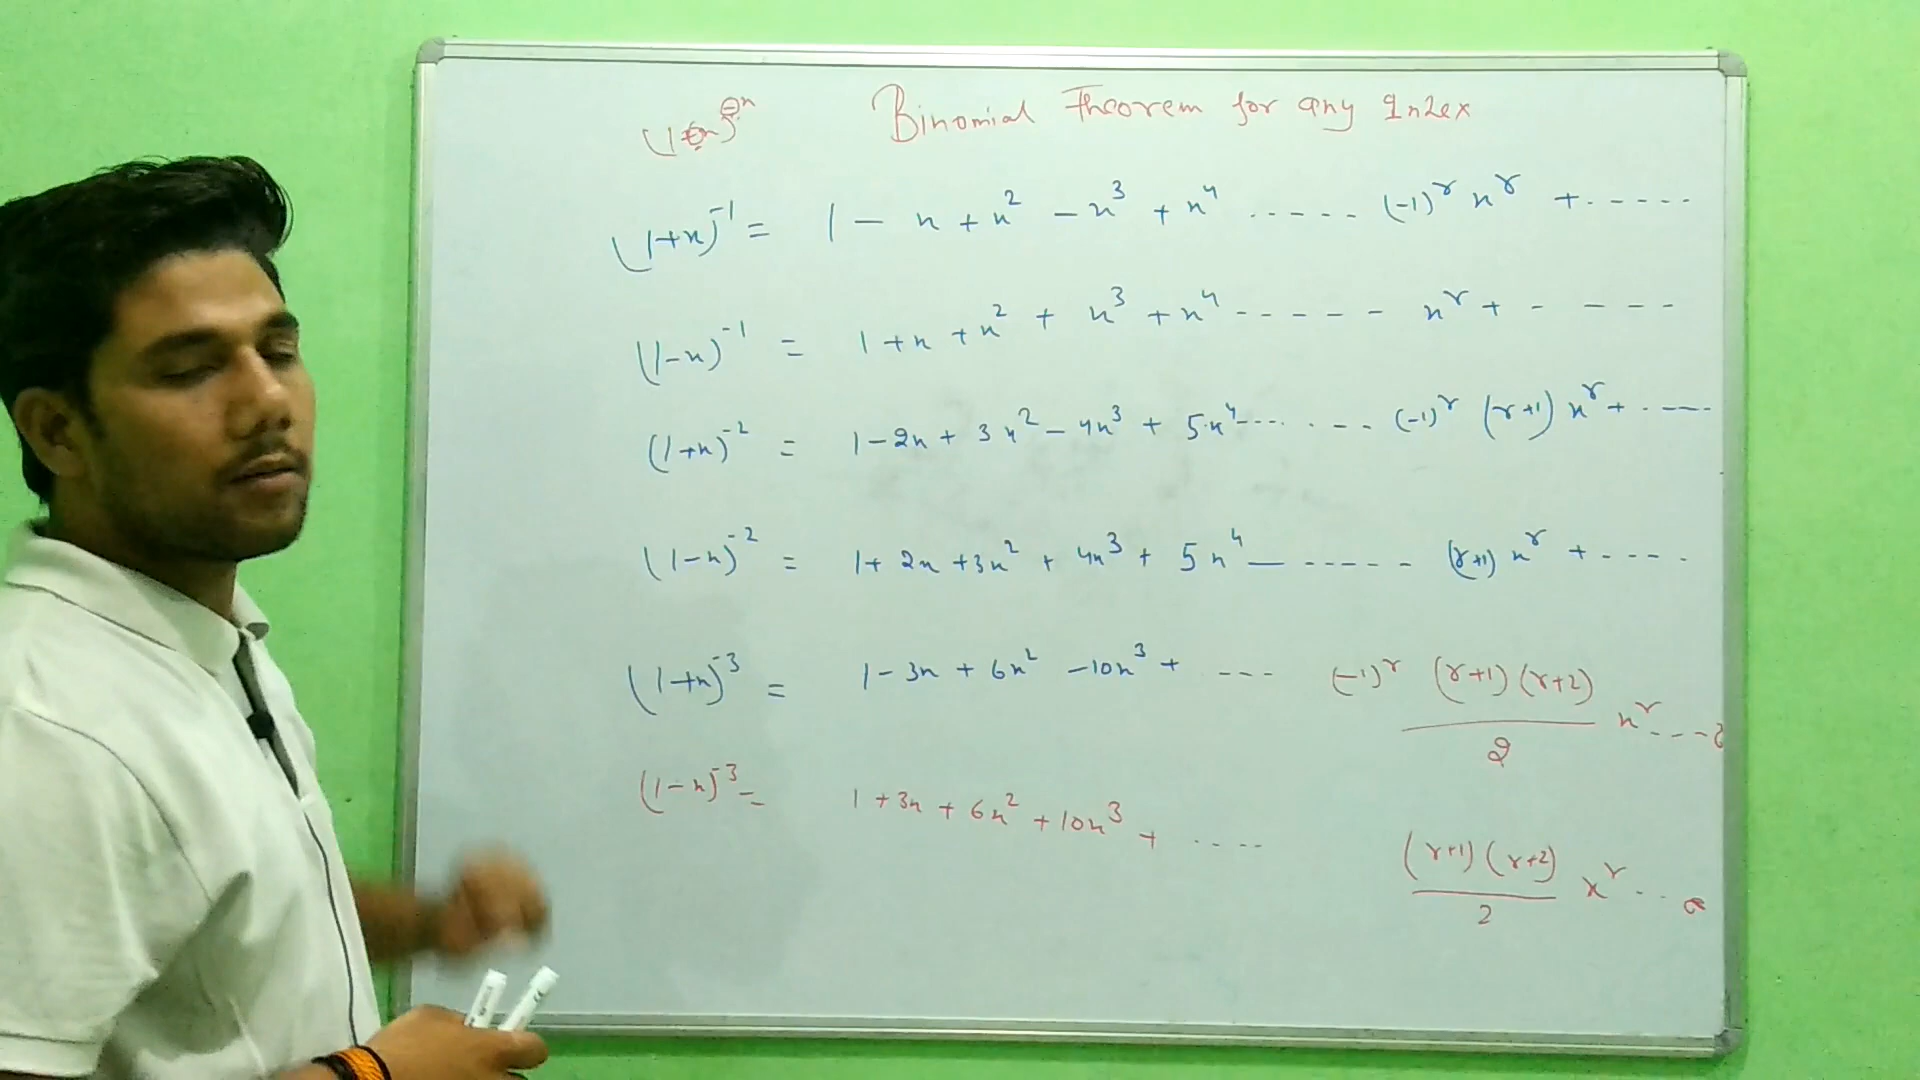 Binomial Theorem for any Index
(1+x)^-1 = 1 - x + x^2 - x^3 + x^4 ..... (-1)^r x^r + .....
(1-x)^-1 = 1 + x + x^2 + x^3 + x^4 ----- x^r + - - - -
(1+x)^-2 = 1 - 2x + 3x^2 - 4x^3 + 5x^4 ..... (-1)^r (r+1) x^r + .----
(1-x)^-2 = 1 + 2x + 3x^2 + 4x^3 + 5x^4 ------ (r+1) x^r + ----.
(1+x)^-3 = 1 - 3x + 6x^2 - 10x^3 + --- (-1)^r (r+1)(r+2)/2 x^r ---
(1-x)^-3 = 1 + 3x + 6x^2 + 10x^3 + .... (r+1)(r+2)/2 x^r ...